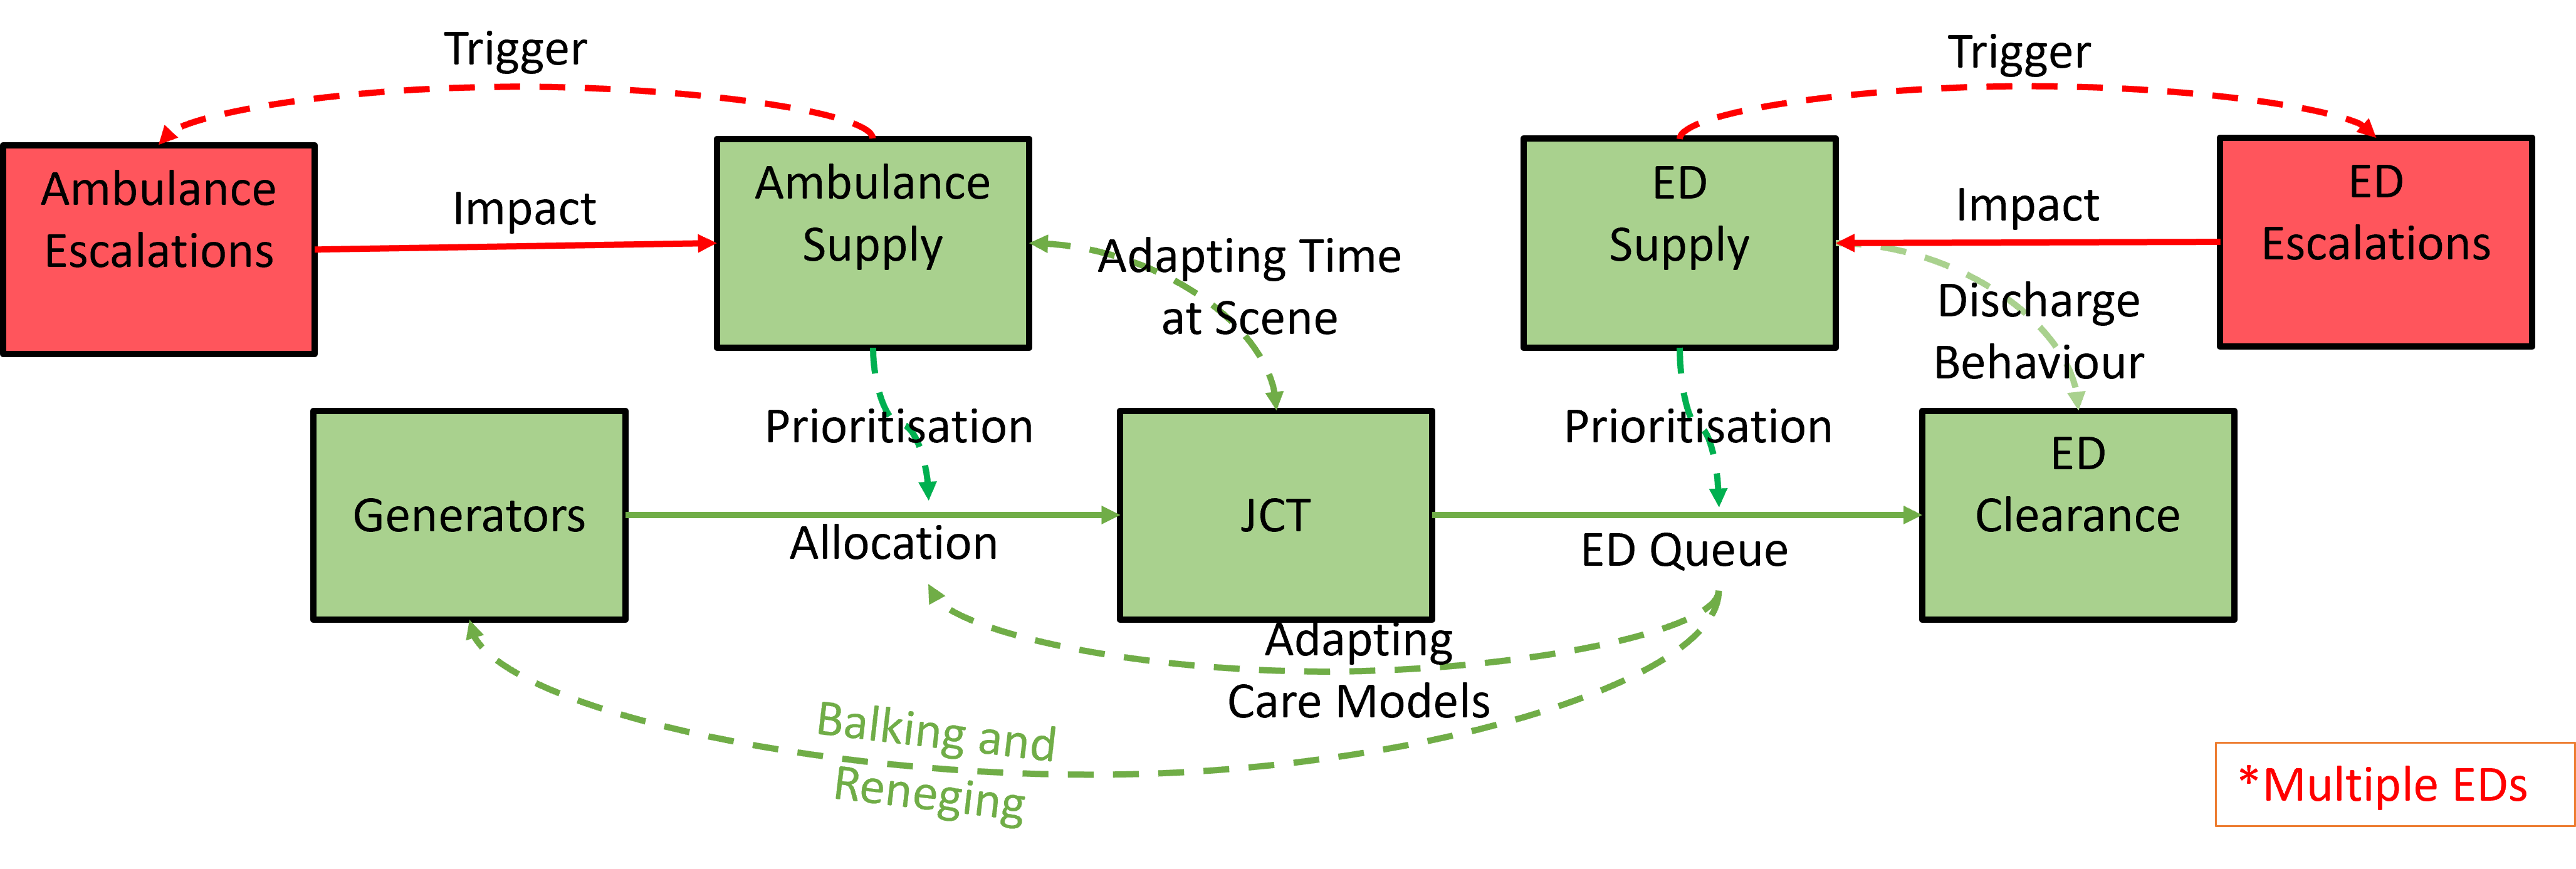 Trigger
Trigger
Ambulance
Escalations
Impact
Ambulance
Supply
Adapting Time
at Scene
ED
Supply
Impact
ED
Escalations
Discharge
Behaviour
Prioritisation
Prioritisation
Generators
Allocation
JCT
ED Queue
ED
Clearance
Adapting
Care Models
Balking and
Reneging
*Multiple EDs